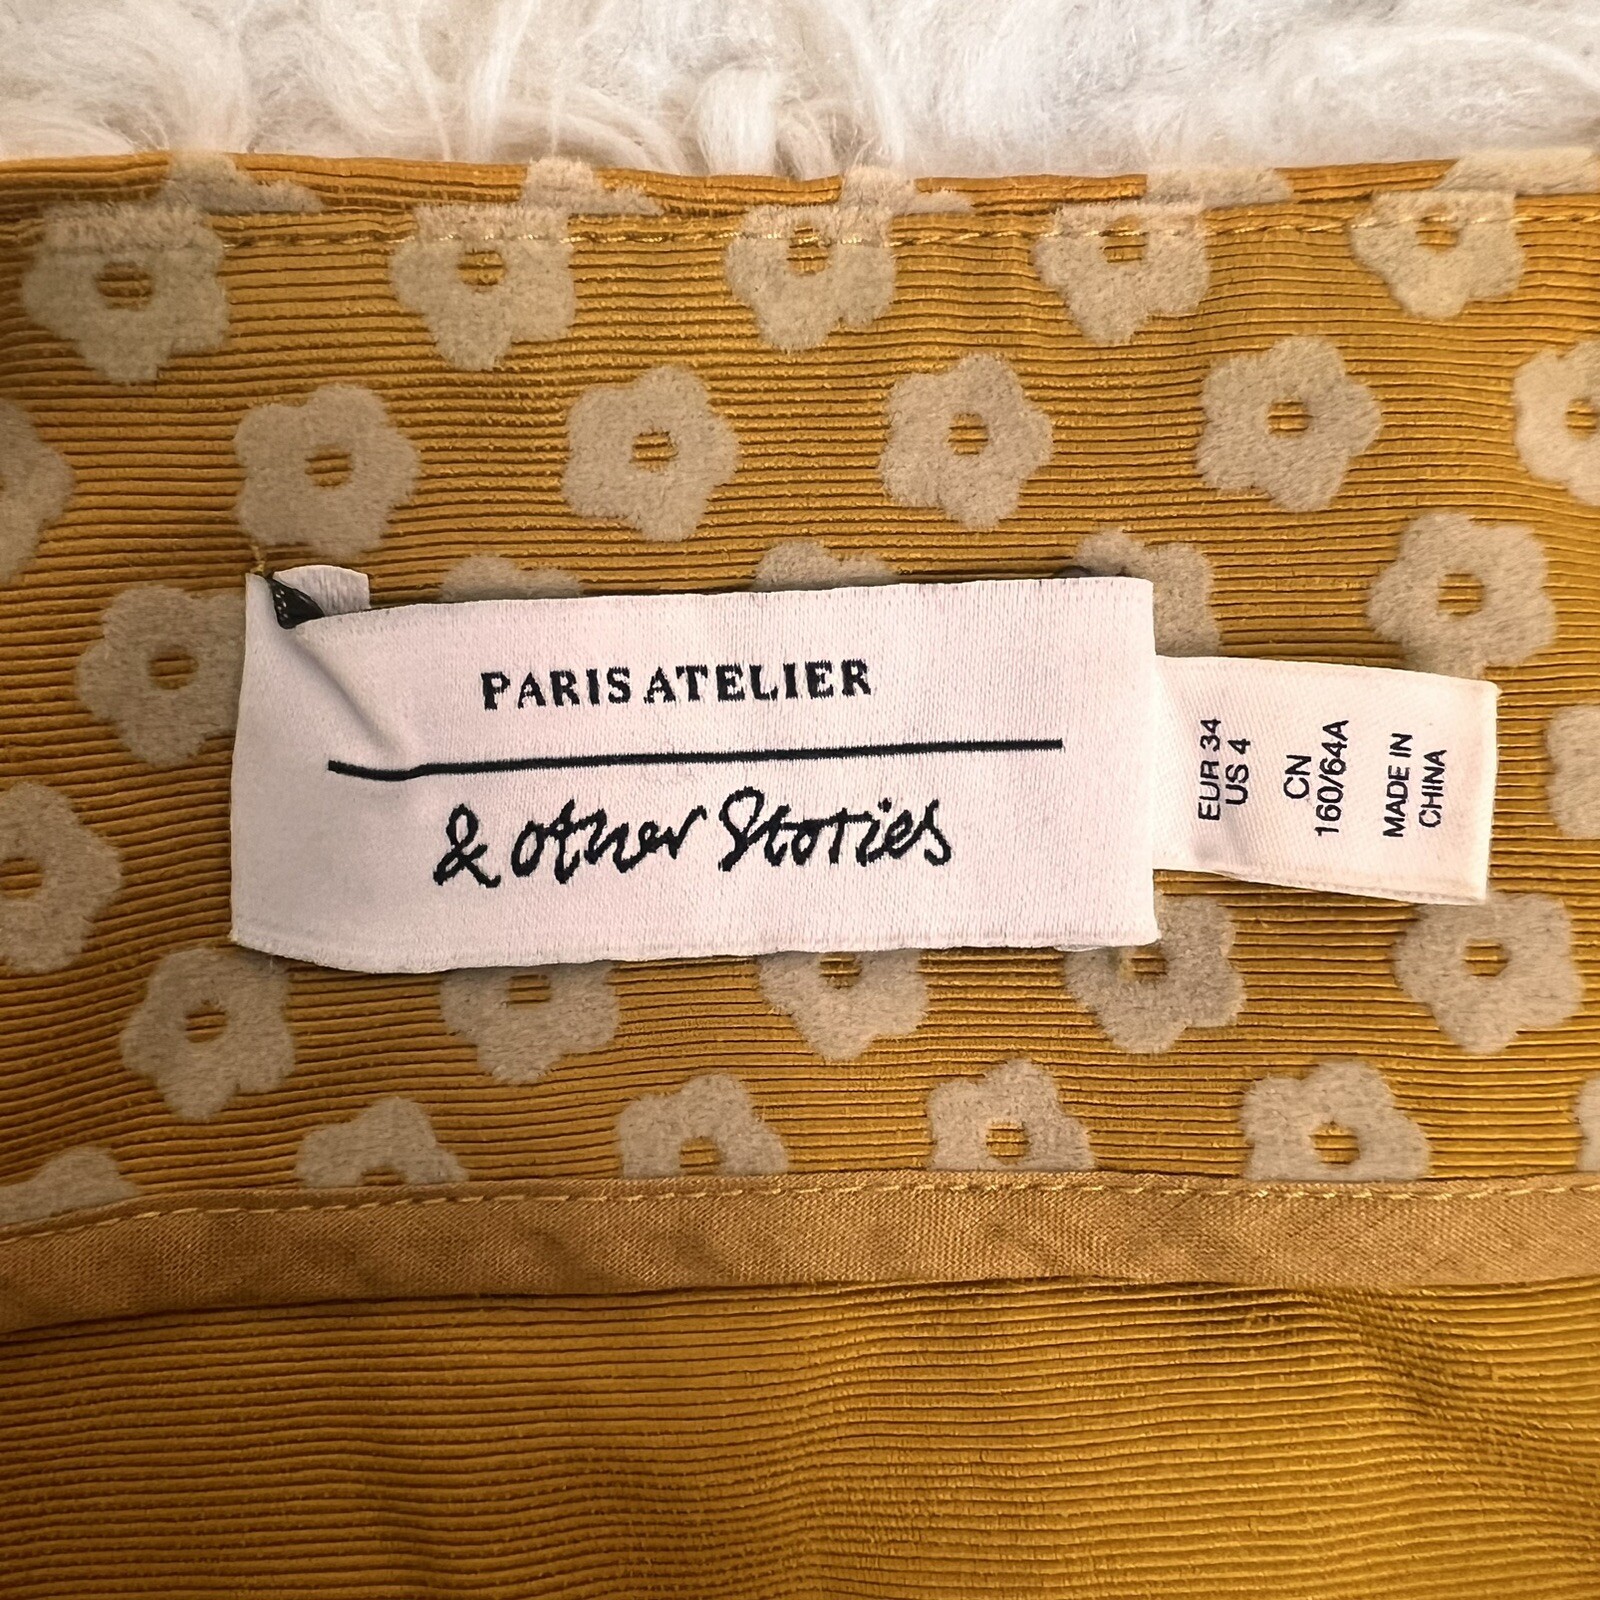 PARIS ATELIER
& other Stories
EUR 34
US 4
CN
160/64A
MADE IN
CHINA